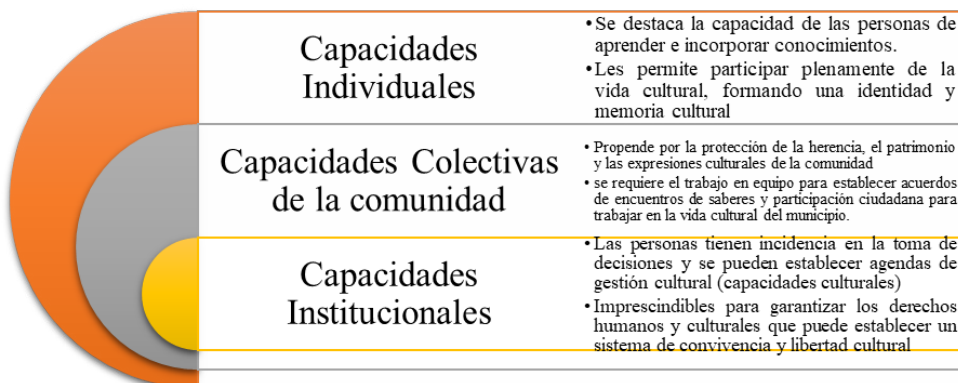 Capacidades
Individuales
• Se destaca la capacidad de las personas de
aprender e incorporar conocimientos.
• Les permite participar plenamente de la
vida cultural, formando una identidad y
memoria cultural
Capacidades Colectivas
de la comunidad
• Propende por la protección de la herencia, el patrimonio
y las expresiones culturales de la comunidad
• se requiere el trabajo en equipo para establecer acuerdos
de encuentros de saberes y participación ciudadana para
trabajar en la vida cultural del municipio.
Capacidades
Institucionales
• Las personas tienen incidencia en la toma de
decisiones y se pueden establecer agendas de
gestión cultural (capacidades culturales)
• Imprescindibles para garantizar los derechos
humanos y culturales que puede establecer un
sistema de convivencia y libertad cultural